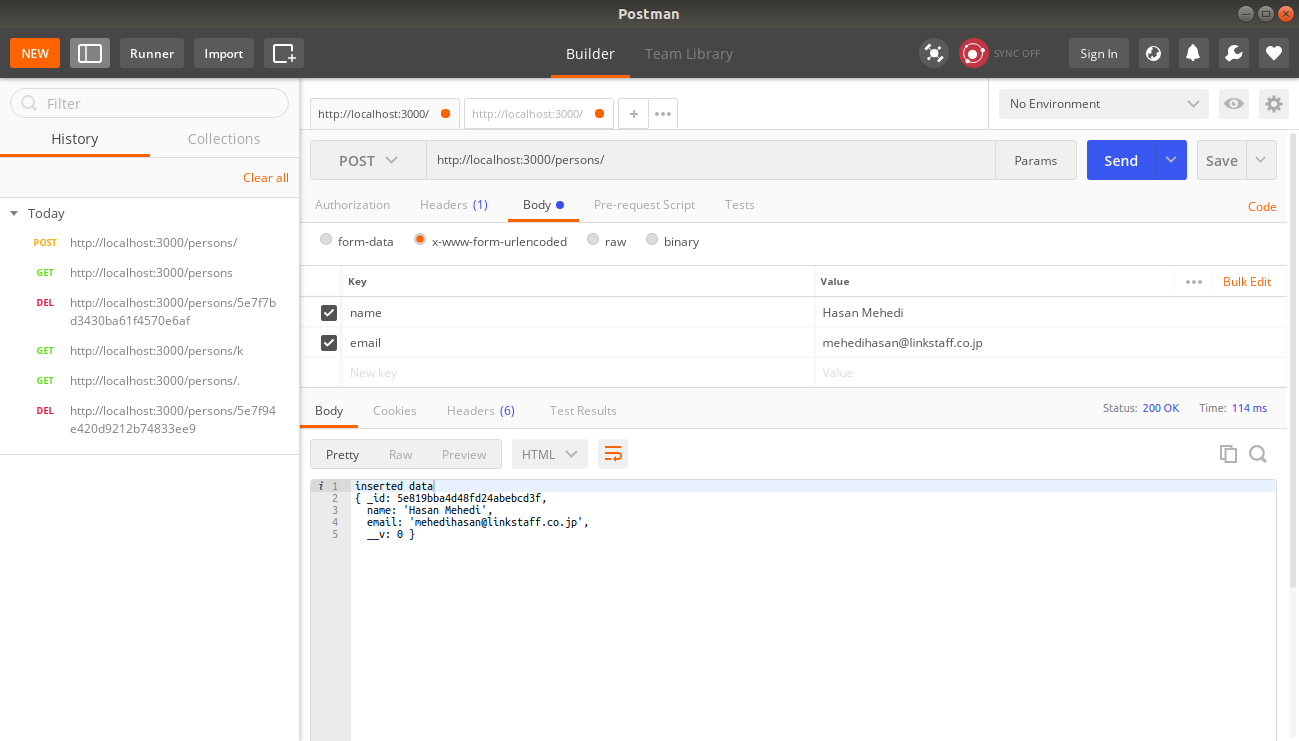 Postman
NEW
Runner
Import
Builder
Team Library
SYNC OFF
Sign In
Filter
History
Collections
Clear all
Today
POST http://localhost:3000/persons/
GET http://localhost:3000/persons
DEL http://localhost:3000/persons/5e7f7b
d3430ba61f4570e6af
GET http://localhost:3000/persons/k
GET http://localhost:3000/persons/.
DEL http://localhost:3000/persons/5e7f94
e420d9212b74833ee9
http://localhost:3000/
http://localhost:3000/
+
•••
No Environment
POST
http://localhost:3000/persons/
Params
Send
Save
Authorization
Headers (1)
Body
Pre-request Script
Tests
Code
form-data
x-www-form-urlencoded
raw
binary
Key
Value
•••
Bulk Edit
name
Hasan Mehedi
email
mehedihasan@linkstaff.co.jp
New key
Value
Body
Cookies
Headers (6)
Test Results
Status: 200 OK
Time: 114 ms
Pretty
Raw
Preview
HTML
i 1 inserted data
2 { _id: 5e819bba4d48fd24abebcd3f,
3 name: 'Hasan Mehedi',
4 email: 'mehedihasan@linkstaff.co.jp',
5 __v: 0 }